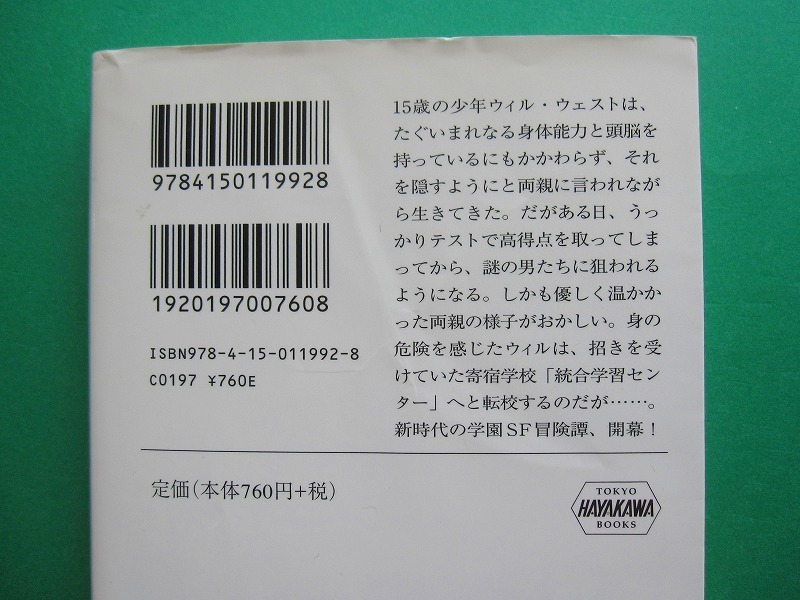 9784150119928
1920197007608
ISBN978-4-15-011992-8
C0197 ¥760E
15歳の少年ウィル・ウェストは、
たぐいまれなる身体能力と頭脳を
持っているにもかかわらず、それ
を隠すようにと両親に言われなが
ら生きてきた。だがある日、うっ
かりテストで高得点を取ってしま
ってから、謎の男たちに狙われる
ようになる。しかも優しく温かか
った両親の様子がおかしい。身の
危険を感じたウィルは、招きを受
けていた寄宿学校「統合学習セン
ター」へと転校するのだが……。
新時代の学園SF冒険譚、開幕！
定価（本体760円+税）
TOKYO
HAYAKAWA
BOOKS